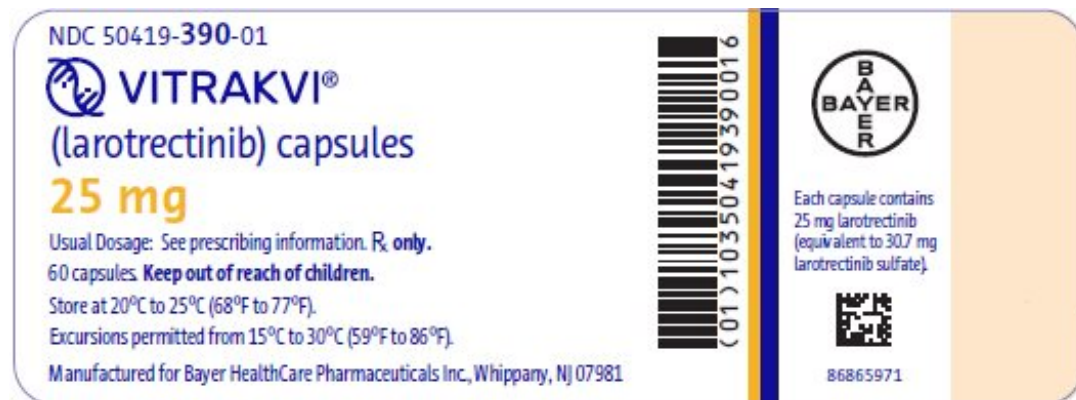 NDC 50419-390-01
VITRAKVI®
(larotrectinib) capsules
25 mg
Usual Dosage: See prescribing information. ℞ only.
60 capsules. Keep out of reach of children.
Store at 20°C to 25°C (68°F to 77°F).
Excursions permitted from 15°C to 30°C (59°F to 86°F).
Manufactured for Bayer HealthCare Pharmaceuticals Inc., Whippany, NJ 07981
(01)10350419390016
BAYER
BAYER
Each capsule contains
25 mg larotrectinib
(equivalent to 30.7 mg
larotrectinib sulfate).
86865971